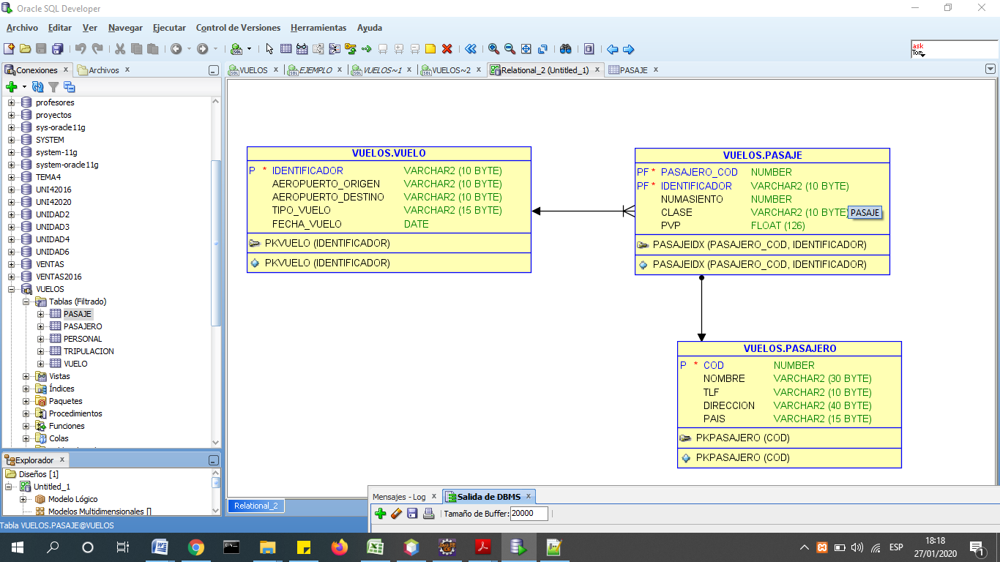 Oracle SQL Developer
Archivo Editar Ver Navegar Ejecutar Control de Versiones Herramientas Ayuda
ask
Tom
Conexiones x Archivos x
VUELOS x EJEMPLO x VUELOS~1 x VUELOS~2 x Relational_2 (Untitled_1) x PASAJE x
profesores
proyectos
sys-oracle11g
SYSTEM
system-11g
system-oracle11g
TEMA4
UNI42016
UNI42020
UNIDAD2
UNIDAD3
UNIDAD4
UNIDAD6
VENTAS
VENTAS2016
VUELOS
Tablas (Filtrado)
PASAJE
PASAJERO
PERSONAL
TRIPULACION
VUELO
Vistas
Índices
Paquetes
Procedimientos
Funciones
Colas
Explorador x
Diseños [1]
Untitled_1
Modelo Lógico
Modelos Multidimensionales []
VUELOS.VUELO
P * IDENTIFICADOR VARCHAR2 (10 BYTE)
AEROPUERTO_ORIGEN VARCHAR2 (10 BYTE)
AEROPUERTO_DESTINO VARCHAR2 (10 BYTE)
TIPO_VUELO VARCHAR2 (15 BYTE)
FECHA_VUELO DATE
PKVUELO (IDENTIFICADOR)
PKVUELO (IDENTIFICADOR)
VUELOS.PASAJE
PF * PASAJERO_COD NUMBER
PF * IDENTIFICADOR VARCHAR2 (10 BYTE)
NUMASIENTO NUMBER
CLASE VARCHAR2 (10 BYTE) PASAJE
PVP FLOAT (126)
PASAJEIDX (PASAJERO_COD, IDENTIFICADOR)
PASAJEIDX (PASAJERO_COD, IDENTIFICADOR)
VUELOS.PASAJERO
P * COD NUMBER
NOMBRE VARCHAR2 (30 BYTE)
TLF VARCHAR2 (10 BYTE)
DIRECCION VARCHAR2 (40 BYTE)
PAIS VARCHAR2 (15 BYTE)
PKPASAJERO (COD)
PKPASAJERO (COD)
Relational_2
Mensajes - Log x Salida de DBMS x
Tamaño de Buffer: 20000
Tabla VUELOS.PASAJE@VUELOS
ESP
18:18
27/01/2020
1